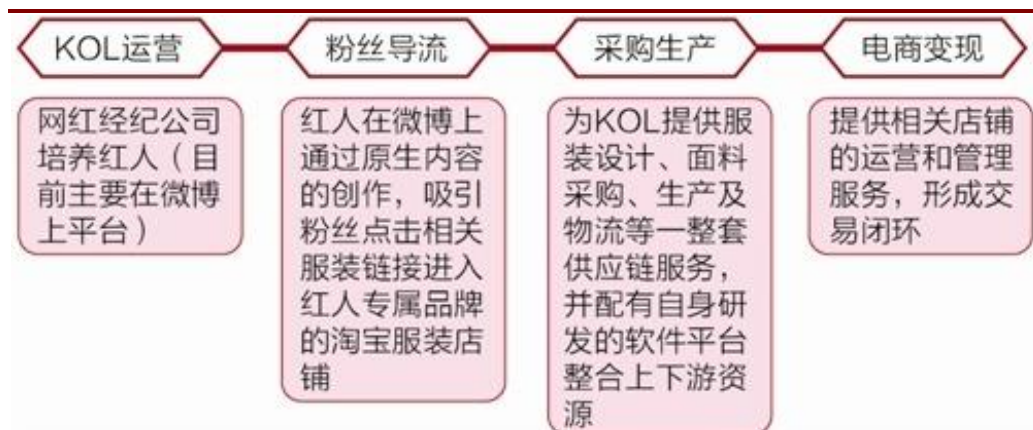 KOL运营
粉丝导流
采购生产
电商变现
网红经纪公司
培养红人（目
前主要在微博
上平台）
红人在微博上
通过原生内容
的创作，吸引
粉丝点击相关
服装链接进入
红人专属品牌
的淘宝服装店
铺
为KOL提供服
装设计、面料
采购、生产及
物流等一整套
供应链服务，
并配有自身研
发的软件平台
整合上下游资
源
提供相关店铺
的运营和管理
服务，形成交
易闭环